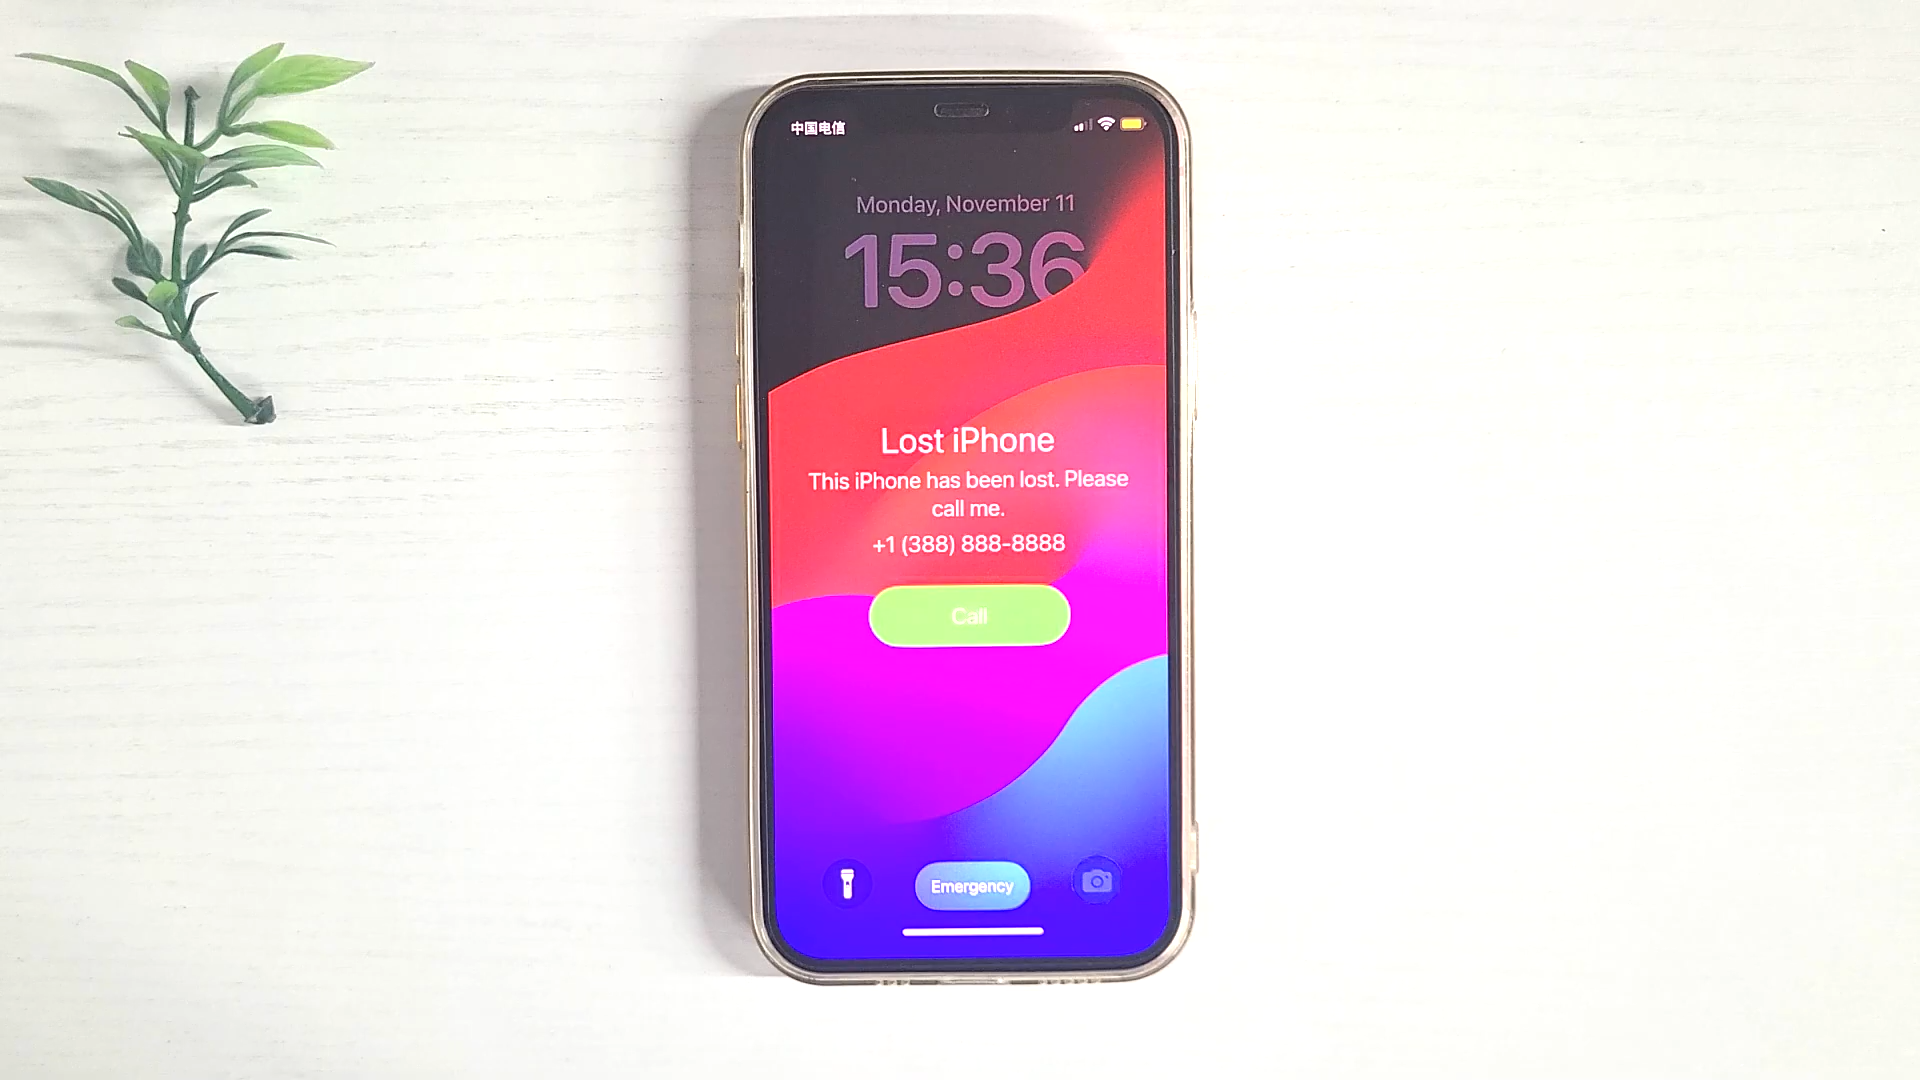 中国电信
Monday, November 11
15:36
Lost iPhone
This iPhone has been lost. Please
call me.
+1 (388) 888-8888
Call
Emergency